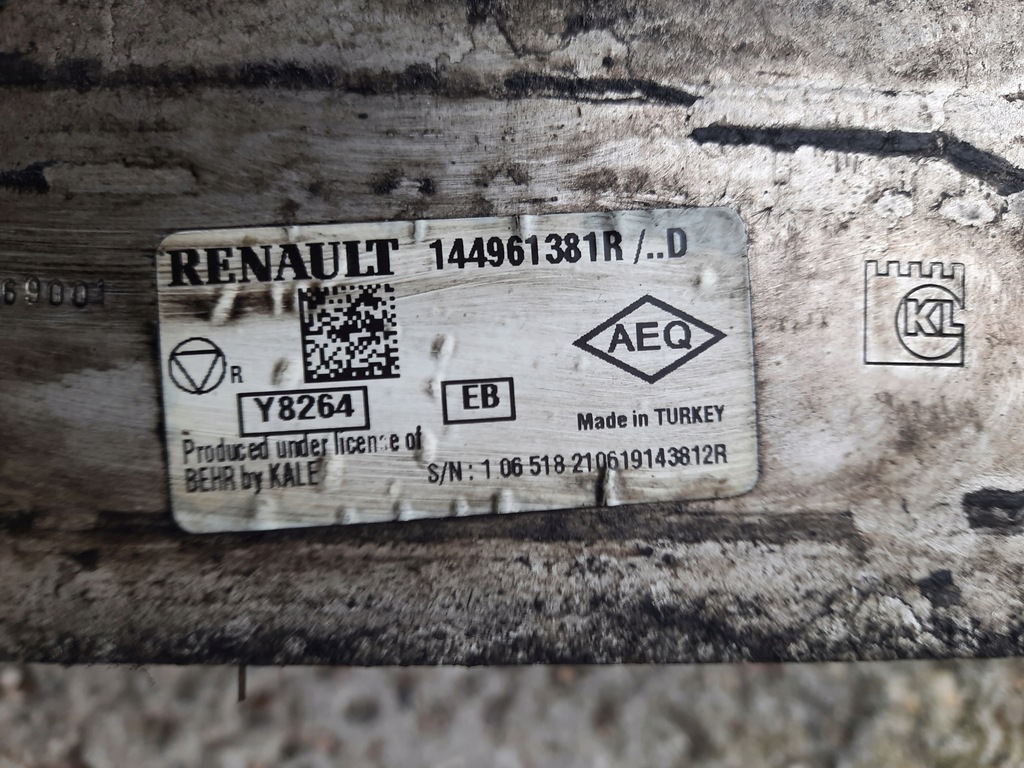 RENAULT 144961381R /..D
69001
KL
AEQ
R
Y8264
EB
Made in TURKEY
Produced under license of
BEHR by KALE
S/N : 1 06 518 210619143812R